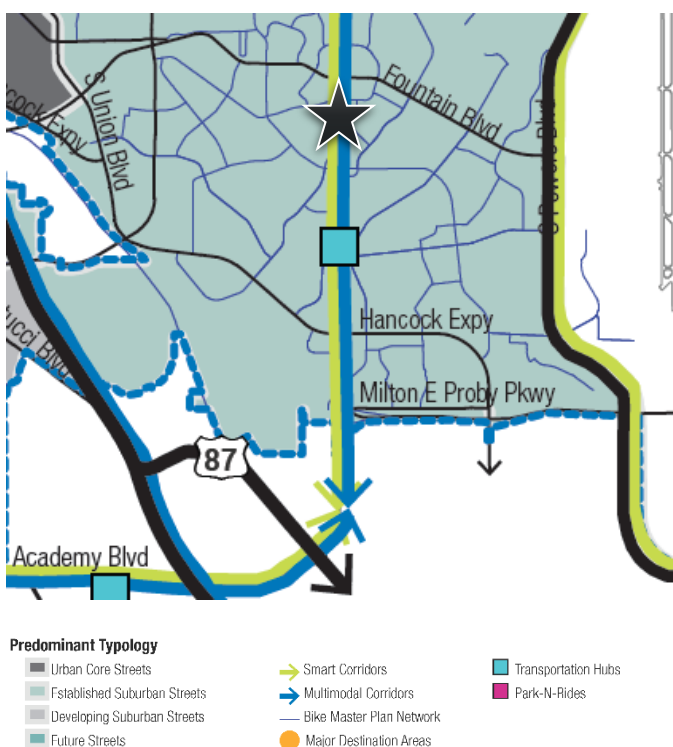 Fountain Blvd
S Union Blvd
cock Expy
S Powers Blvd
Hancock Expy
tucci Blvd
Milton E Proby Pkwy
87
Academy Blvd
Predominant Typology
Urban Core Streets
Established Suburban Streets
Developing Suburban Streets
Future Streets
Smart Corridors
Multimodal Corridors
Bike Master Plan Network
Major Destination Areas
Transportation Hubs
Park-N-Rides